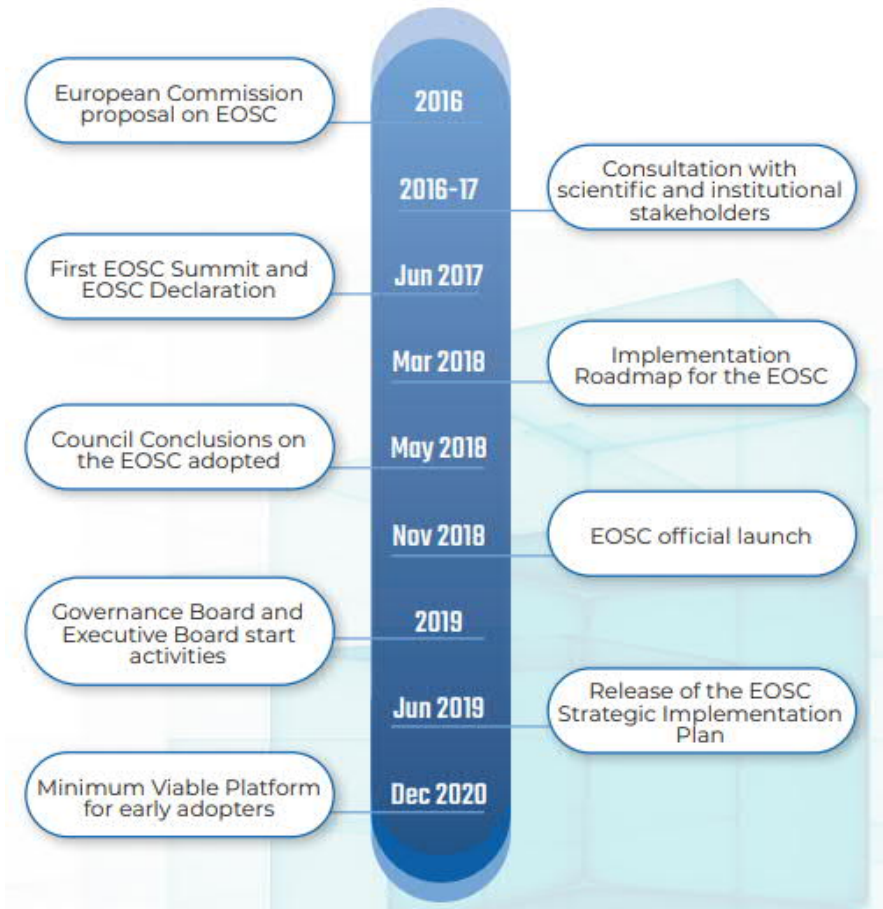 European Commission
proposal on EOSC
2016
2016-17
Consultation with
scientific and institutional
stakeholders
First EOSC Summit and
EOSC Declaration
Jun 2017
Mar 2018
Implementation
Roadmap for the EOSC
Council Conclusions on
the EOSC adopted
May 2018
Nov 2018
EOSC official launch
Governance Board and
Executive Board start
activities
2019
Jun 2019
Release of the EOSC
Strategic Implementation
Plan
Minimum Viable Platform
for early adopters
Dec 2020